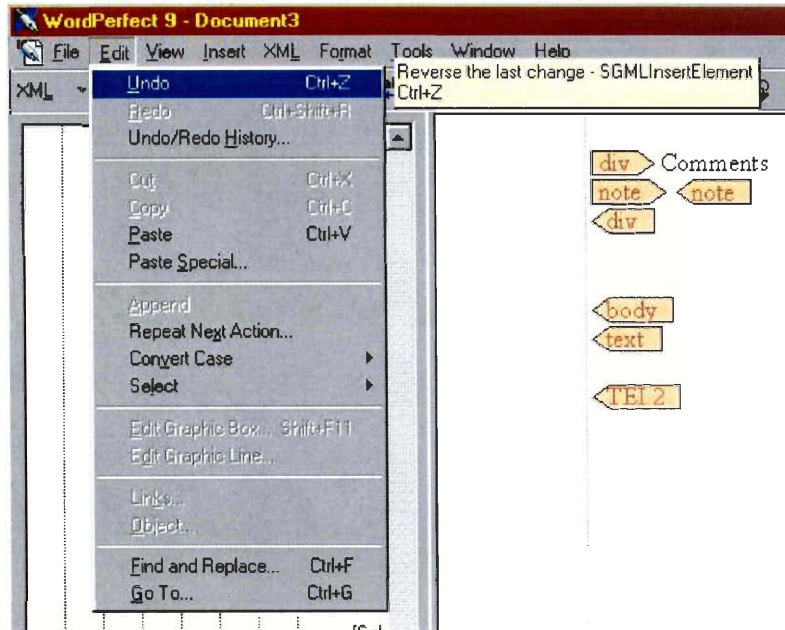 WordPerfect 9 - Document3
File Edit View Insert XML Format Tools Window Help
XML
Undo Ctrl+Z
Reverse the last change - SGMLInsertElement
Ctrl+Z
Redo Ctrl+Shift+R
Undo/Redo History...
Cut Ctrl+X
Copy Ctrl+C
Paste Ctrl+V
Paste Special...
Append
Repeat Next Action...
Convert Case
Select
Edit Graphic Box... Shift+F11
Edit Graphic Line...
Links...
Object...
Find and Replace... Ctrl+F
Go To... Ctrl+G
div Comments
note note
div
body
text
TEI.2